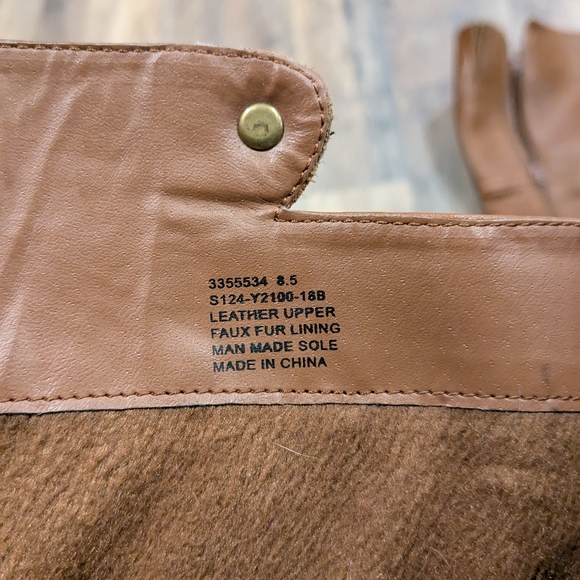 3355534 8.5
S124-Y2100-18B
LEATHER UPPER
FAUX FUR LINING
MAN MADE SOLE
MADE IN CHINA